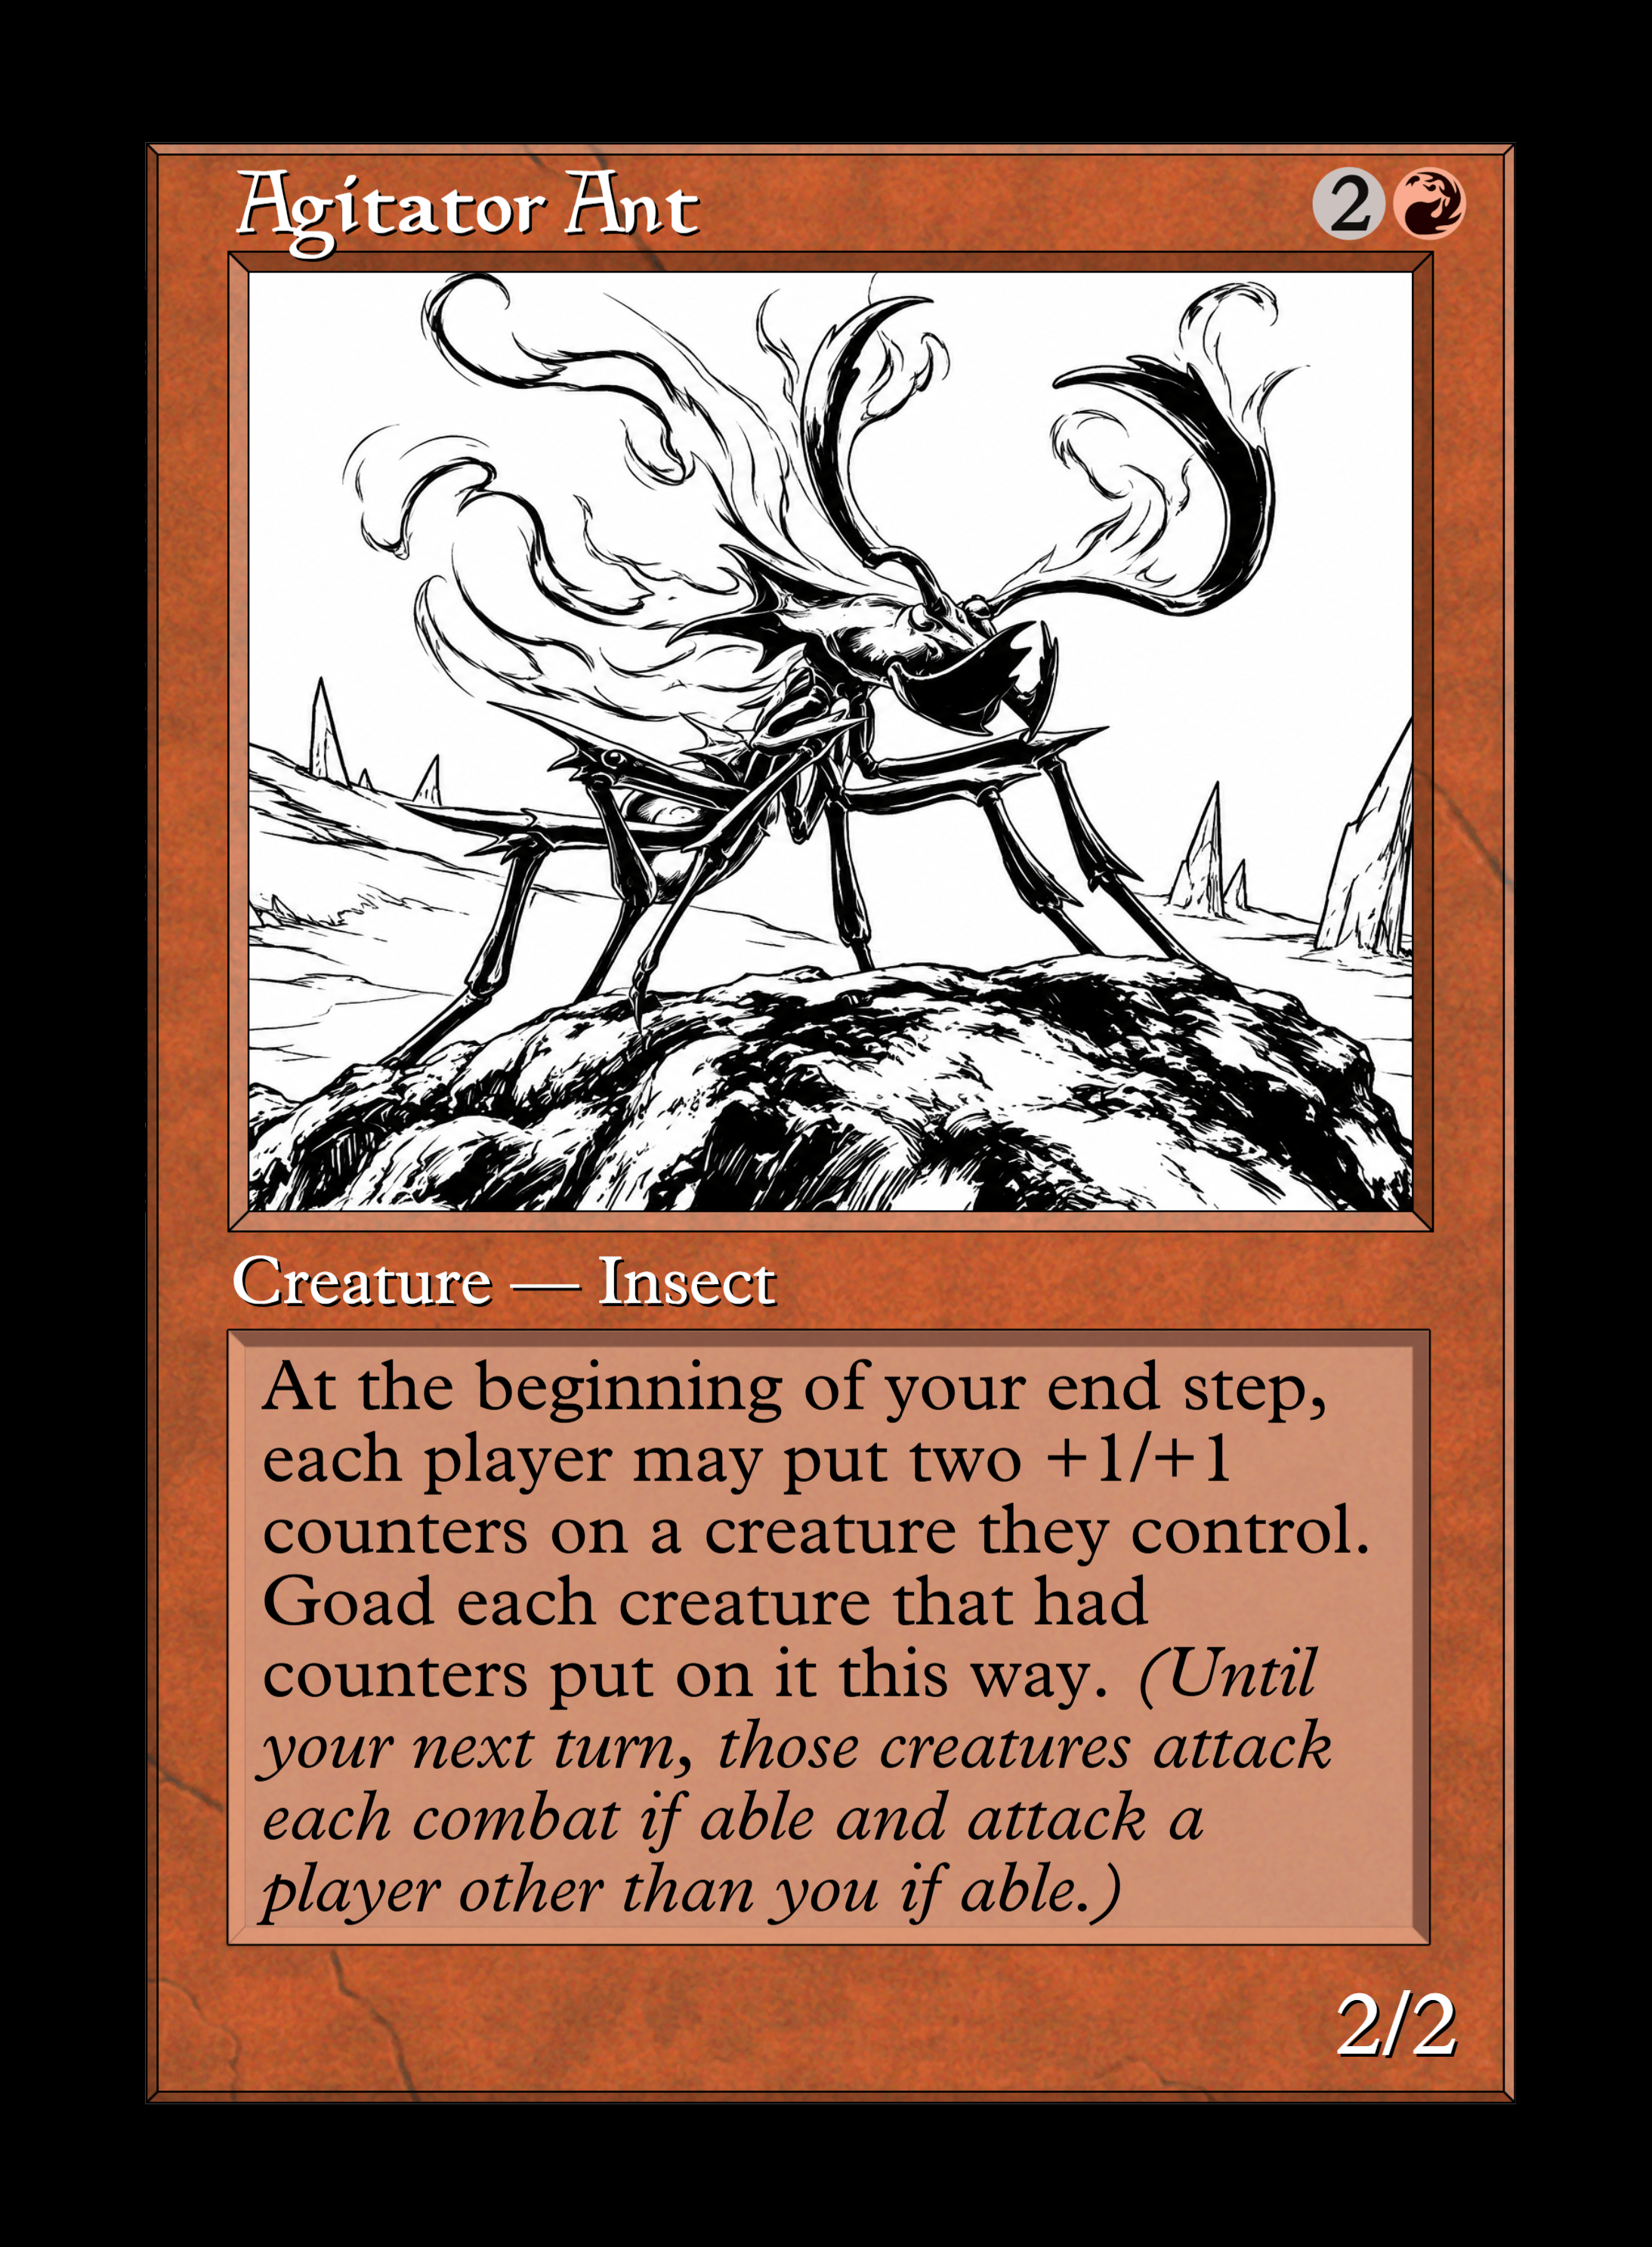 Agitator Ant 2
Creature — Insect
At the beginning of your end step,
each player may put two +1/+1
counters on a creature they control.
Goad each creature that had
counters put on it this way. (Until
your next turn, those creatures attack
each combat if able and attack a
player other than you if able.)
2/2